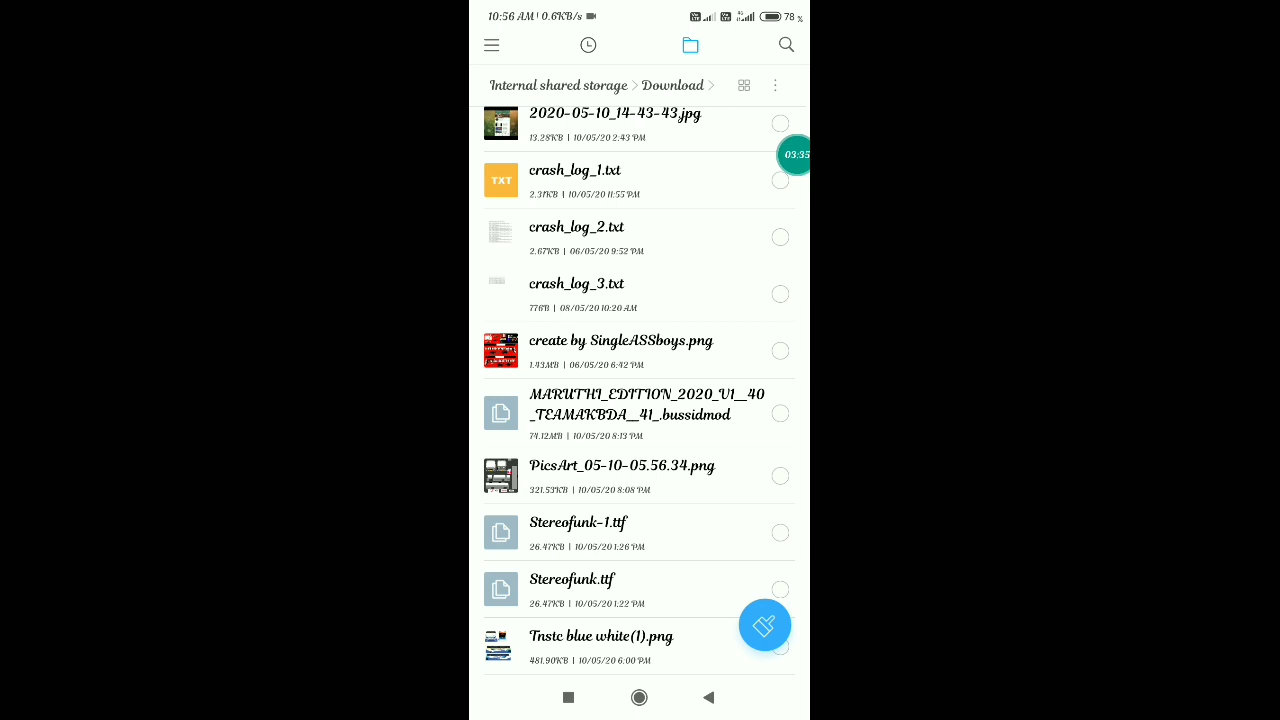 10:56 AM | 0.6KB/s
Vo LTE Vo LTE 4G 78 %
Internal shared storage > Download >
2020-05-10_14-43-43.jpg
13.28KB | 10/05/20 2:43 PM
03:35
TXT
crash_log_1.txt
2.31KB | 10/05/20 11:55 PM
crash_log_2.txt
2.67KB | 06/05/20 9:52 PM
crash_log_3.txt
776B | 08/05/20 10:20 AM
create by SingleASSboys.png
1.43MB | 06/05/20 6:42 PM
MARUTHI_EDITION_2020_V1__40
_TEAMAKBDA__41_.bussidmod
74.12MB | 10/05/20 8:13 PM
PicsArt_05-10-05.56.34.png
321.53KB | 10/05/20 8:08 PM
Stereofunk-1.ttf
26.47KB | 10/05/20 1:26 PM
Stereofunk.ttf
26.47KB | 10/05/20 1:22 PM
Tnstc blue white(1).png
481.90KB | 10/05/20 6:00 PM